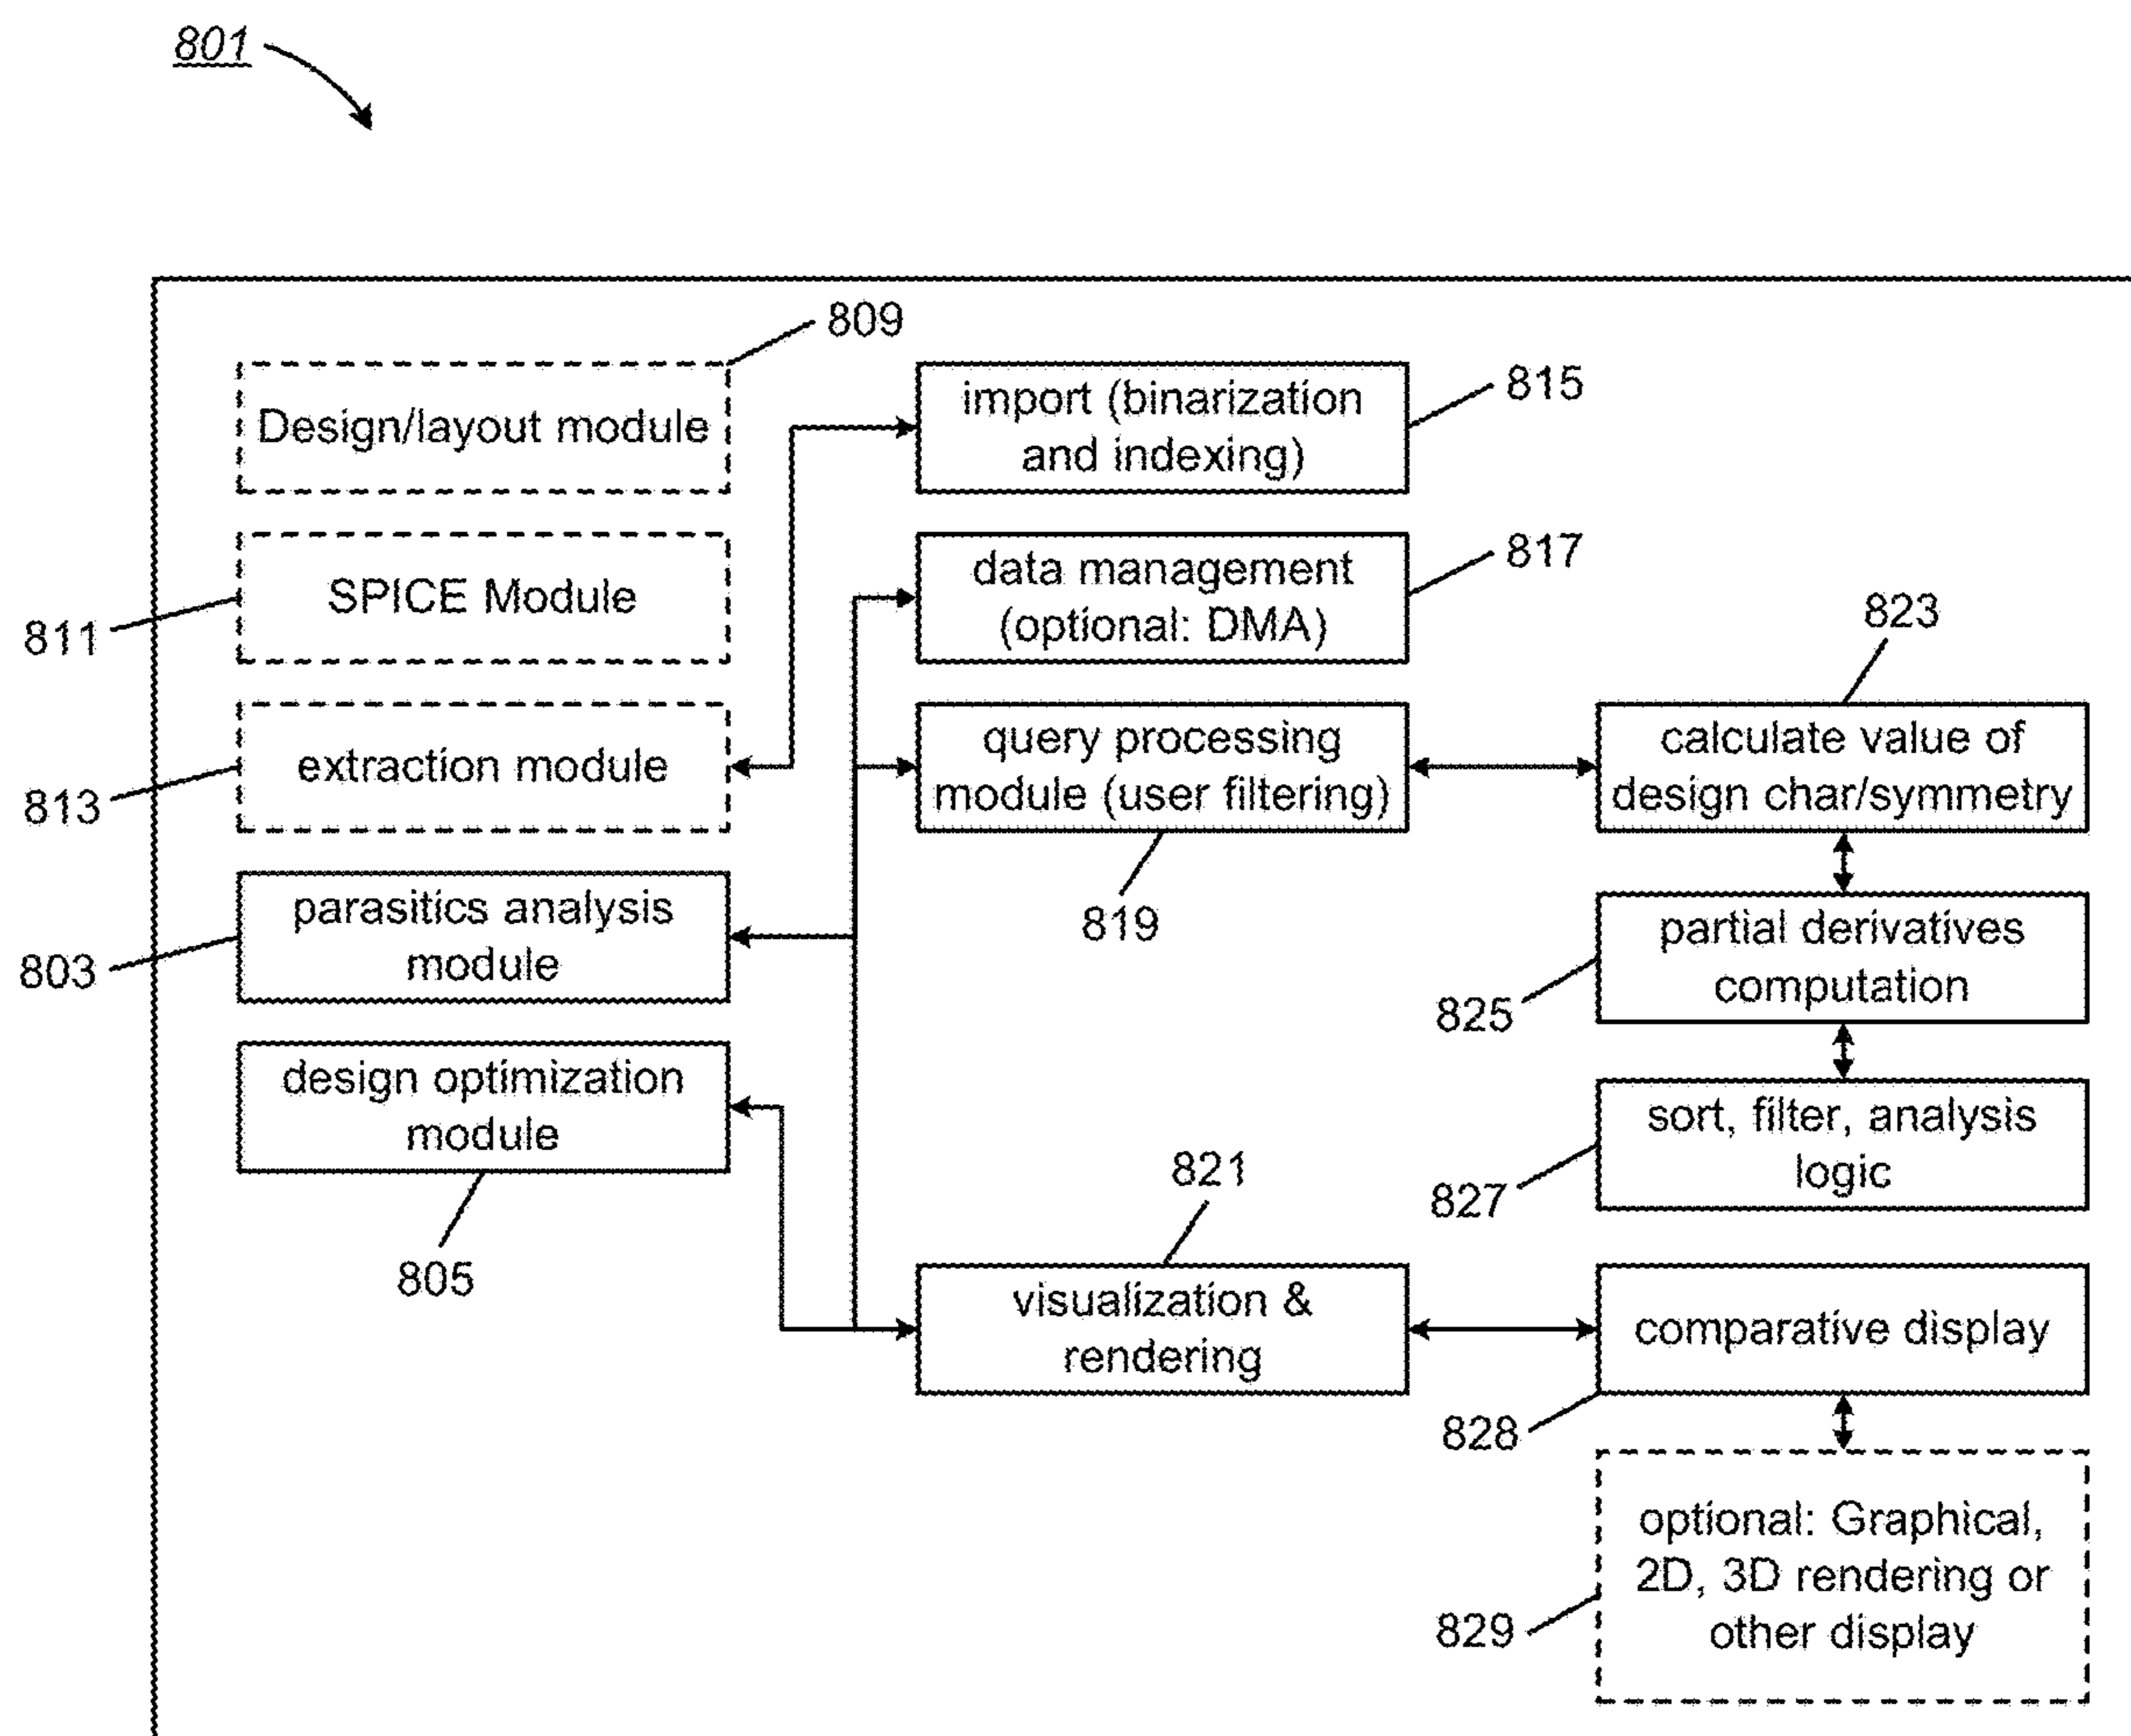 801
809
Design/layout module
import (binarization
and indexing)
815
SPICE Module
811
data management
(optional: DMA)
817
823
extraction module
813
query processing
module (user filtering)
819
calculate value of
design char/symmetry
parasitics analysis
module
803
partial derivatives
computation
825
design optimization
module
805
sort, filter, analysis
logic
827
821
visualization &
rendering
comparative display
828
optional: Graphical,
2D, 3D rendering or
other display
829